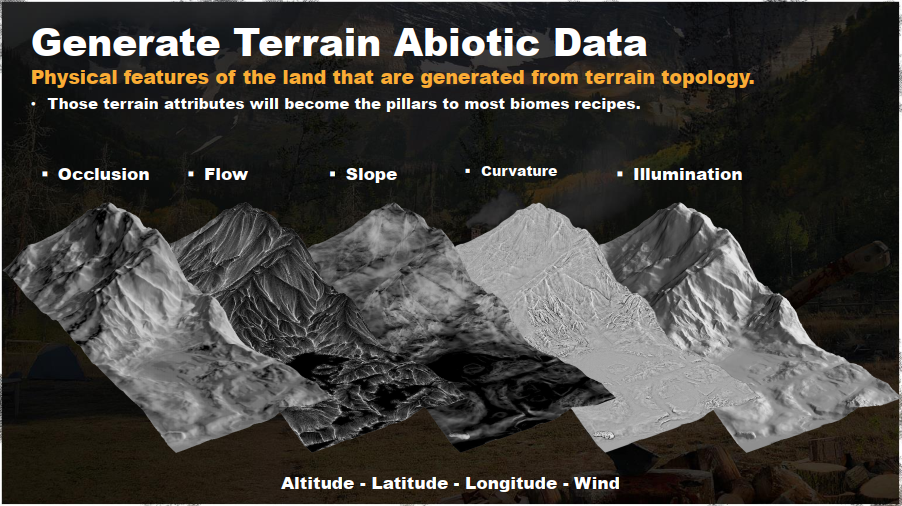 Generate Terrain Abiotic Data
Physical features of the land that are generated from terrain topology.
• Those terrain attributes will become the pillars to most biomes recipes.
▪ Occlusion ▪ Flow ▪ Slope ▪ Curvature ▪ Illumination
Altitude - Latitude - Longitude - Wind